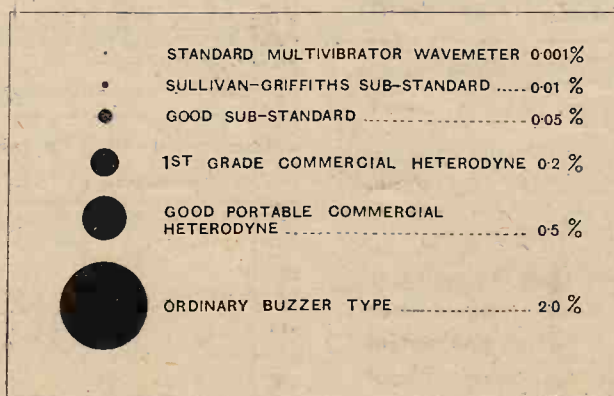 STANDARD MULTIVIBRATOR WAVEMETER 0·001%
SULLIVAN-GRIFFITHS SUB-STANDARD ..... 0·01 %
GOOD SUB-STANDARD .................... 0·05 %
1ST GRADE COMMERCIAL HETERODYNE 0·2 %
GOOD PORTABLE COMMERCIAL
HETERODYNE .............................. 0·5 %
ORDINARY BUZZER TYPE ................ 2·0 %